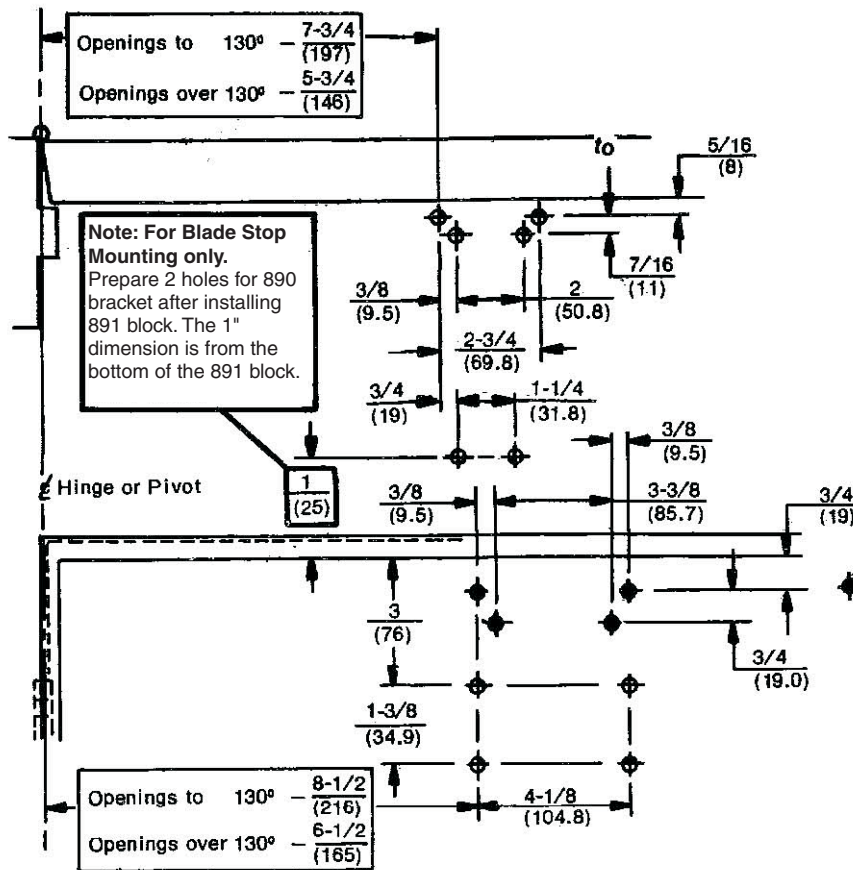 Openings to 130° – 7-3/4 (197)
Openings over 130° – 5-3/4 (146)
to
5/16 (8)
Note: For Blade Stop
Mounting only.
Prepare 2 holes for 890
bracket after installing
891 block. The 1"
dimension is from the
bottom of the 891 block.
7/16 (11)
3/8 (9.5)
2 (50.8)
2-3/4 (69.8)
3/4 (19)
1-1/4 (31.8)
3/8 (9.5)
℄ Hinge or Pivot
1 (25)
3/8 (9.5)
3-3/8 (85.7)
3/4 (19)
3 (76)
3/4 (19.0)
1-3/8 (34.9)
Openings to 130° – 8-1/2 (216)
Openings over 130° – 6-1/2 (165)
4-1/8 (104.8)